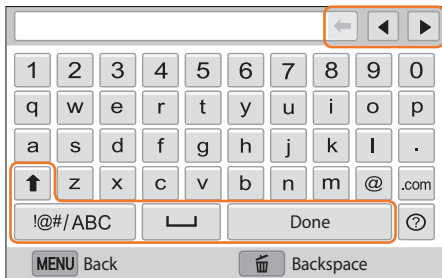 1 2 3 4 5 6 7 8 9 0
q w e r t y u i o p
a s d f g h j k l .
z x c v b n m @ .com
!@#/ABC Done ?
MENU Back Backspace